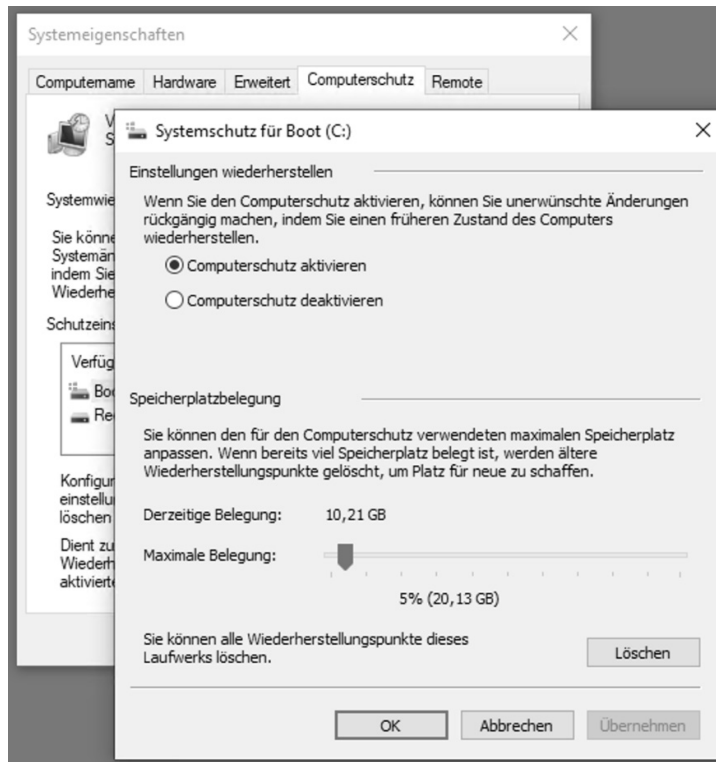 Systemeigenschaften
Computername Hardware Erweitert Computerschutz Remote
Systemschutz für Boot (C:)
Einstellungen wiederherstellen
Wenn Sie den Computerschutz aktivieren, können Sie unerwünschte Änderungen
rückgängig machen, indem Sie einen früheren Zustand des Computers
wiederherstellen.
Computerschutz aktivieren
Computerschutz deaktivieren
Speicherplatzbelegung
Sie können den für den Computerschutz verwendeten maximalen Speicherplatz
anpassen. Wenn bereits viel Speicherplatz belegt ist, werden ältere
Wiederherstellungspunkte gelöscht, um Platz für neue zu schaffen.
Derzeitige Belegung: 10,21 GB
Maximale Belegung:
5% (20,13 GB)
Sie können alle Wiederherstellungspunkte dieses
Laufwerks löschen.
Löschen
OK Abbrechen Übernehmen
V
S
Systemwie
Sie könne
Systemän
indem Sie
Wiederhe
Schutzeins
Verfüg
Boo
Rec
Konfigur
einstellu
löschen
Dient zu
Wiederh
aktivierte